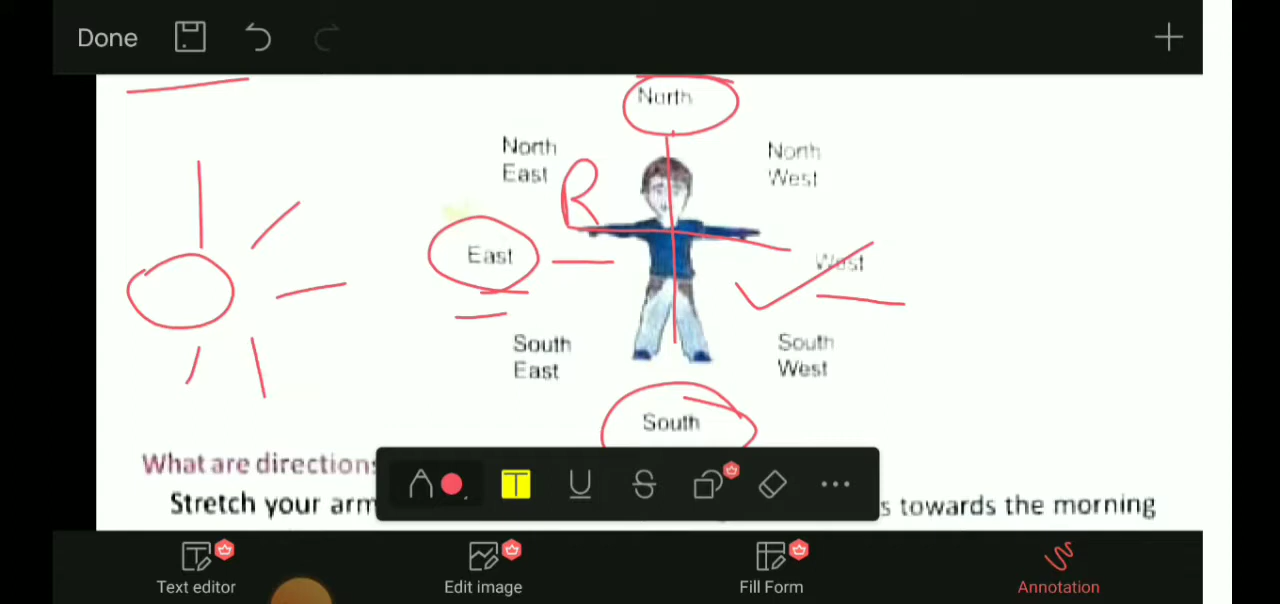 Done
North
North
East
North
West
R
East
West
South
East
South
West
South
What are directions
Stretch your arm
s towards the morning
T
U
S
Text editor
Edit image
Fill Form
Annotation